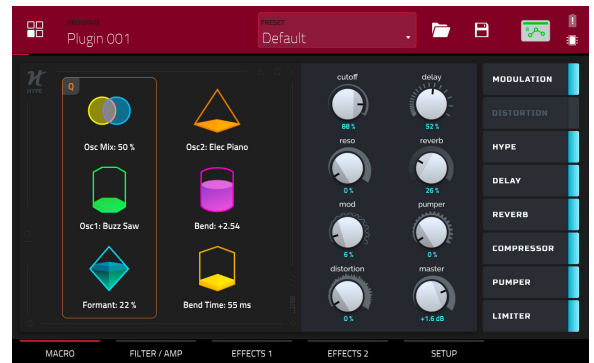 PROGRAM
Plugin 001
PRESET
Default
HYPE
Q
Osc Mix: 50 %
Osc2: Elec Piano
Osc1: Buzz Saw
Bend: +2.54
Formant: 22 %
Bend Time: 55 ms
cutoff
delay
88 %
52 %
reso
reverb
0 %
26 %
mod
pumper
6 %
0 %
distortion
master
0 %
+1.6 dB
MODULATION
DISTORTION
HYPE
DELAY
REVERB
COMPRESSOR
PUMPER
LIMITER
MACRO
FILTER / AMP
EFFECTS 1
EFFECTS 2
SETUP